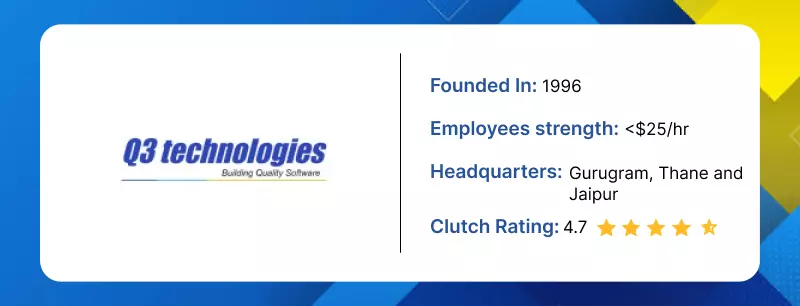 Q3 technologies
Building Quality Software
Founded In: 1996
Employees strength: <$25/hr
Headquarters: Gurugram, Thane and
Jaipur
Clutch Rating: 4.7